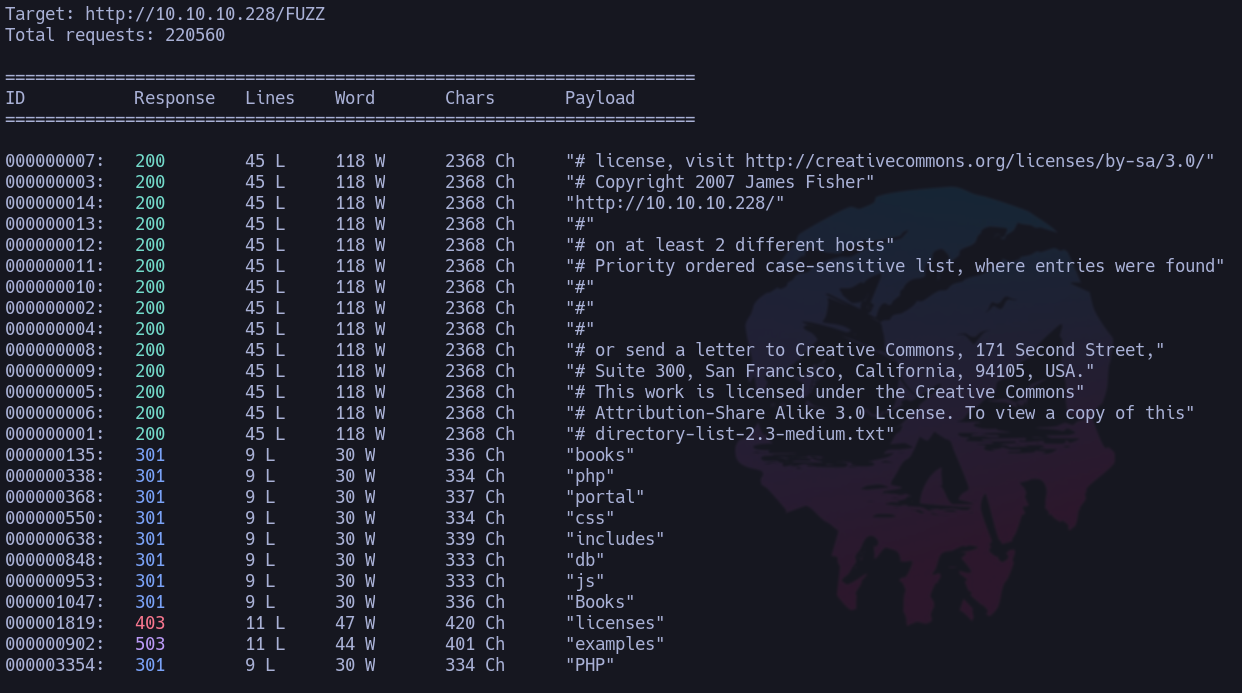 Target: http://10.10.10.228/FUZZ
Total requests: 220560
=====================================================================
ID           Response   Lines    Word       Chars       Payload
=====================================================================
000000007:   200        45 L     118 W      2368 Ch     "# license, visit http://creativecommons.org/licenses/by-sa/3.0/"
000000003:   200        45 L     118 W      2368 Ch     "# Copyright 2007 James Fisher"
000000014:   200        45 L     118 W      2368 Ch     "http://10.10.10.228/"
000000013:   200        45 L     118 W      2368 Ch     "#"
000000012:   200        45 L     118 W      2368 Ch     "# on at least 2 different hosts"
000000011:   200        45 L     118 W      2368 Ch     "# Priority ordered case-sensitive list, where entries were found"
000000010:   200        45 L     118 W      2368 Ch     "#"
000000002:   200        45 L     118 W      2368 Ch     "#"
000000004:   200        45 L     118 W      2368 Ch     "#"
000000008:   200        45 L     118 W      2368 Ch     "# or send a letter to Creative Commons, 171 Second Street,"
000000009:   200        45 L     118 W      2368 Ch     "# Suite 300, San Francisco, California, 94105, USA."
000000005:   200        45 L     118 W      2368 Ch     "# This work is licensed under the Creative Commons"
000000006:   200        45 L     118 W      2368 Ch     "# Attribution-Share Alike 3.0 License. To view a copy of this"
000000001:   200        45 L     118 W      2368 Ch     "# directory-list-2.3-medium.txt"
000000135:   301        9 L      30 W       336 Ch      "books"
000000338:   301        9 L      30 W       334 Ch      "php"
000000368:   301        9 L      30 W       337 Ch      "portal"
000000550:   301        9 L      30 W       334 Ch      "css"
000000638:   301        9 L      30 W       339 Ch      "includes"
000000848:   301        9 L      30 W       333 Ch      "db"
000000953:   301        9 L      30 W       333 Ch      "js"
000001047:   301        9 L      30 W       336 Ch      "Books"
000001819:   403        11 L     47 W       420 Ch      "licenses"
000000902:   503        11 L     44 W       401 Ch      "examples"
000003354:   301        9 L      30 W       334 Ch      "PHP"